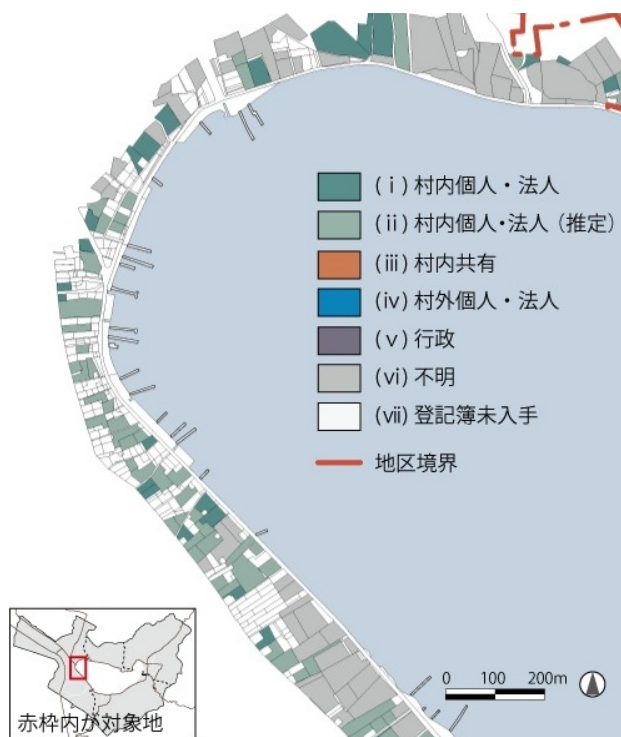 (ⅰ) 村内個人・法人
(ⅱ) 村内個人・法人（推定）
(ⅲ) 村内共有
(ⅳ) 村外個人・法人
(ⅴ) 行政
(ⅵ) 不明
(ⅶ) 登記簿未入手
地区境界
0 100 200m
赤枠内が対象地